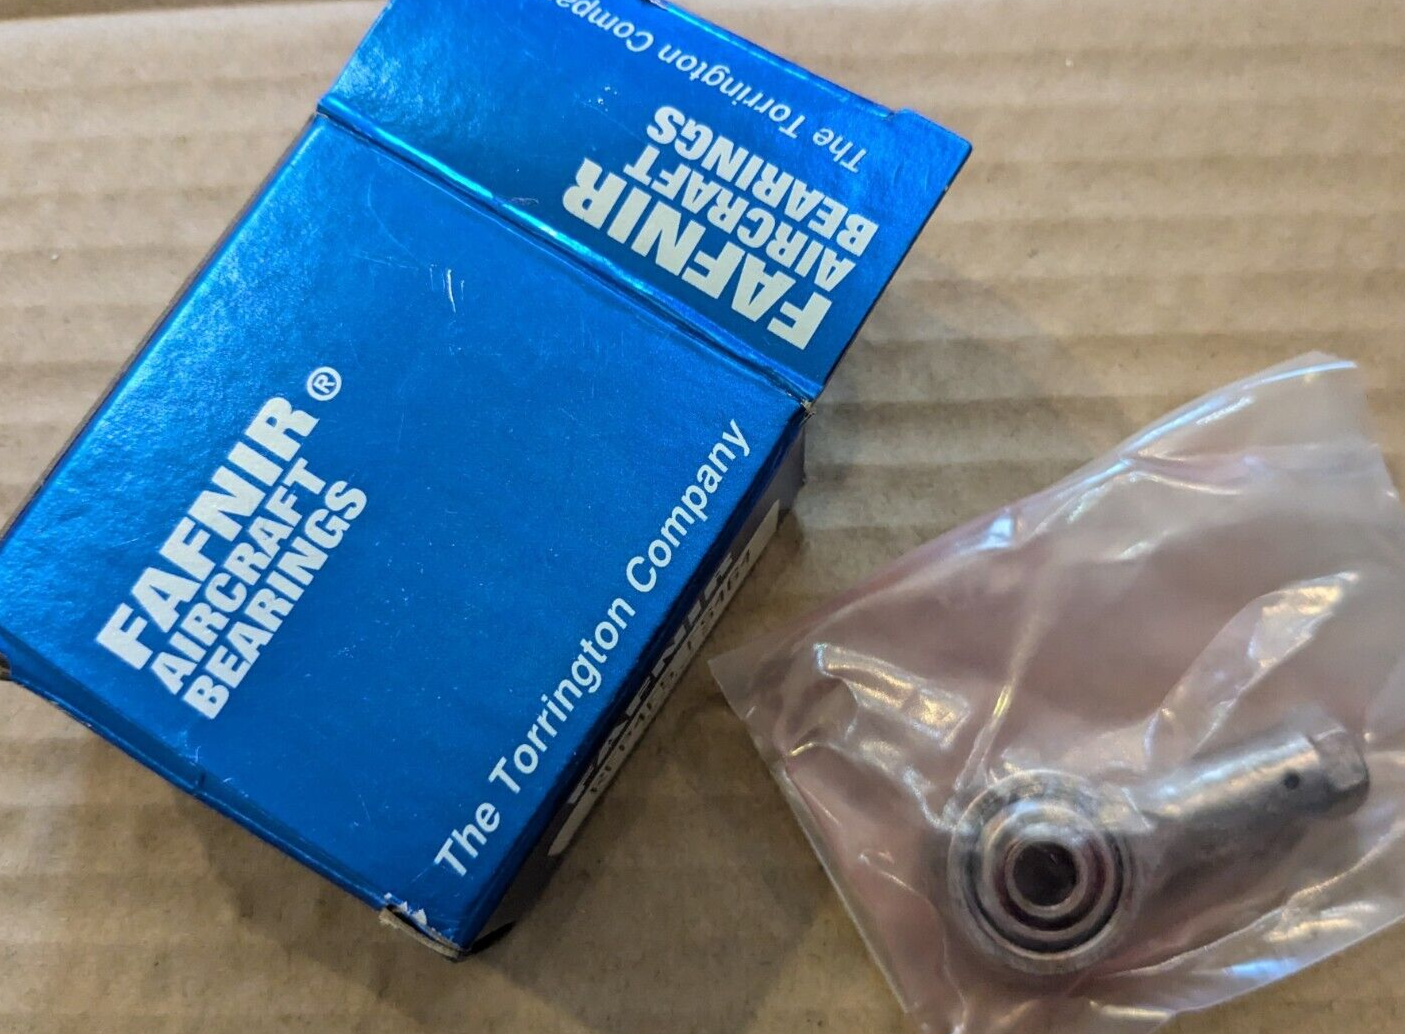 The Torrington Compa
FAFNIR
AIRCRAFT
BEARINGS
FAFNIR ®
AIRCRAFT
BEARINGS
The Torrington Company